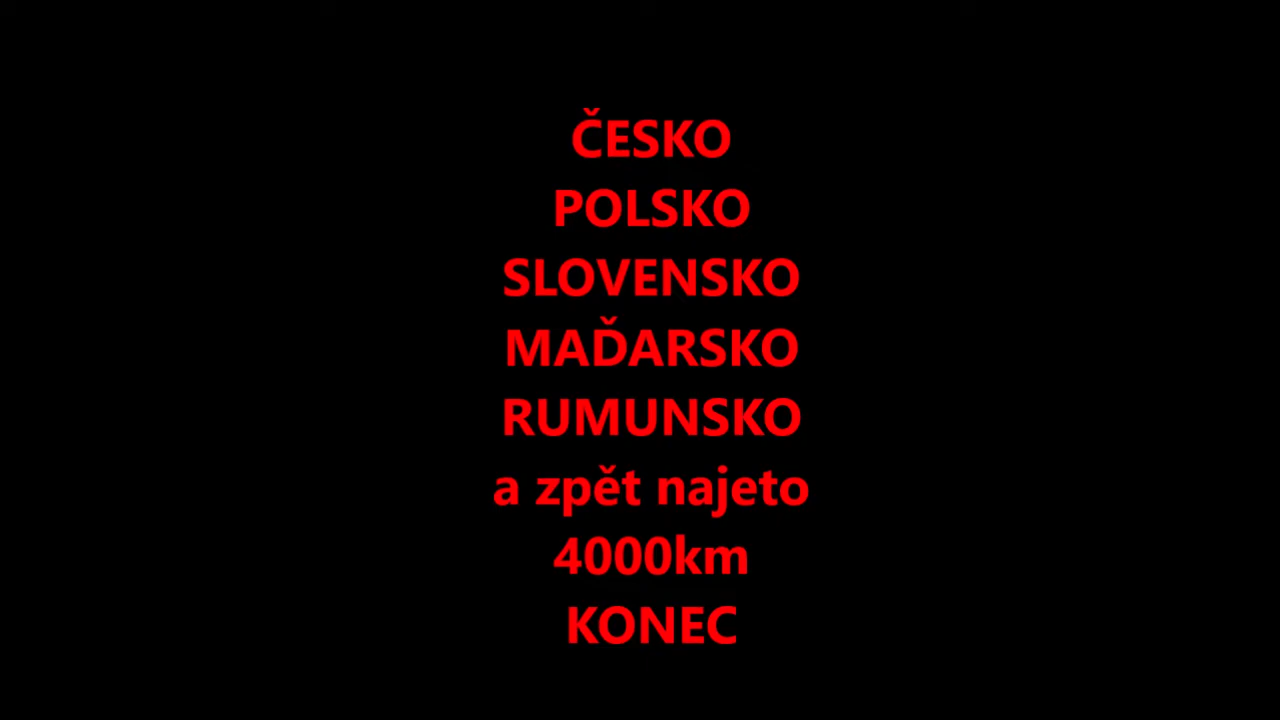 ČESKO
POLSKO
SLOVENSKO
MAĎARSKO
RUMUNSKO
a zpět najeto
4000km
KONEC